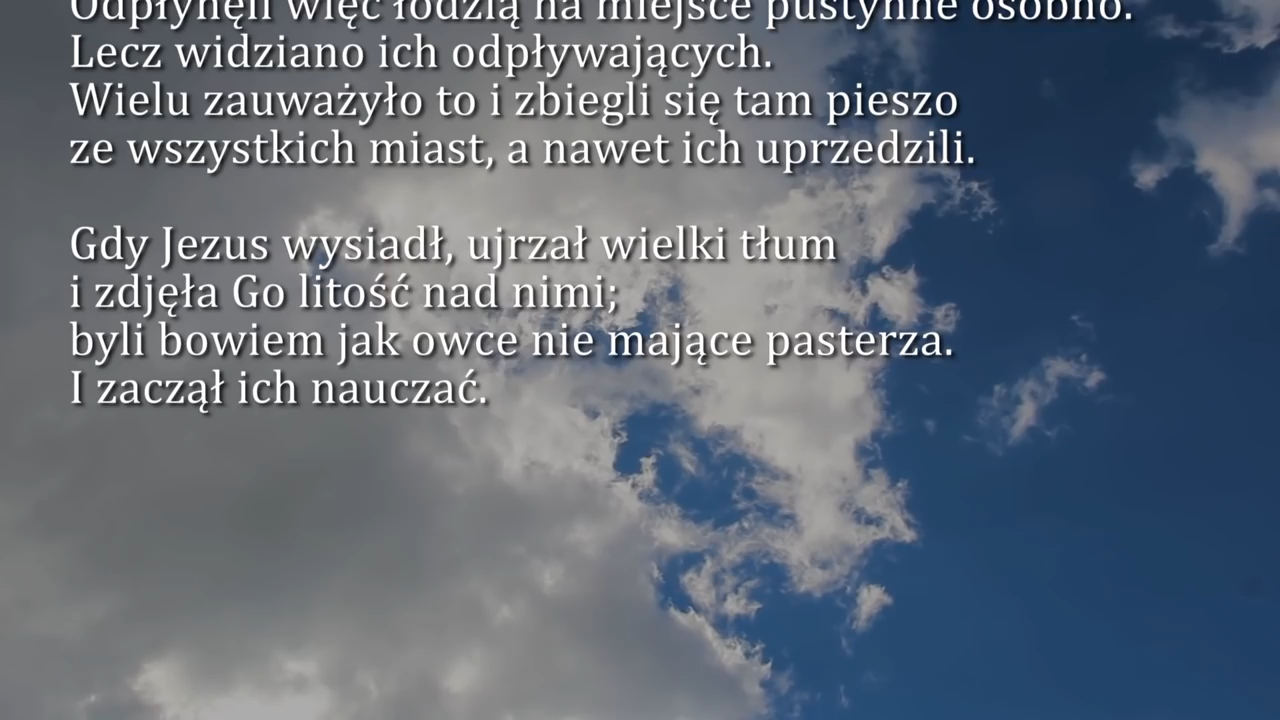 Odpłynęli więc łodzią na miejsce pustynne osobno.
Lecz widziano ich odpływających.
Wielu zauważyło to i zbiegli się tam pieszo
ze wszystkich miast, a nawet ich uprzedzili.
Gdy Jezus wysiadł, ujrzał wielki tłum
i zdjęła Go litość nad nimi;
byli bowiem jak owce nie mające pasterza.
I zaczął ich nauczać.